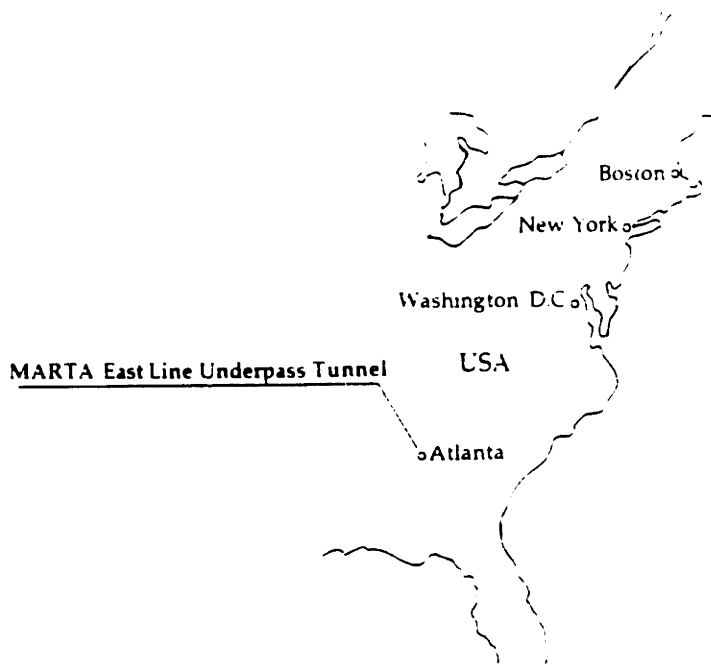 Boston
New York
Washington D.C
USA
MARTA East Line Underpass Tunnel
Atlanta